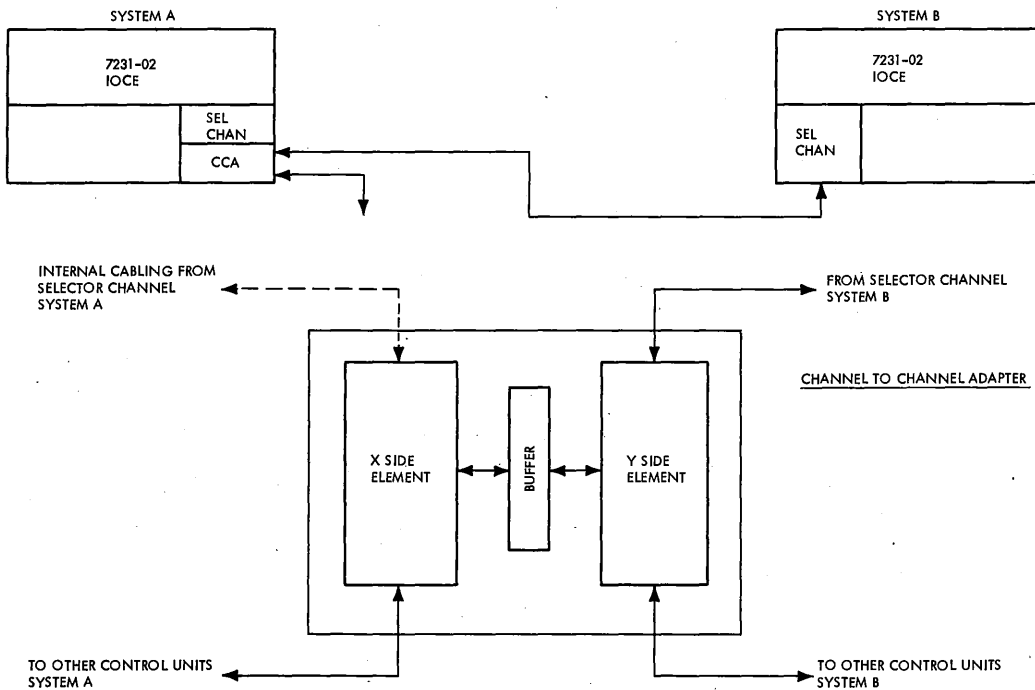 SYSTEM A
SYSTEM B
7231-02
IOCE
7231-02
IOCE
SEL
CHAN
CCA
SEL
CHAN
INTERNAL CABLING FROM
SELECTOR CHANNEL
SYSTEM A
FROM SELECTOR CHANNEL
SYSTEM B
CHANNEL TO CHANNEL ADAPTER
X SIDE
ELEMENT
BUFFER
Y SIDE
ELEMENT
TO OTHER CONTROL UNITS
SYSTEM A
TO OTHER CONTROL UNITS
SYSTEM B